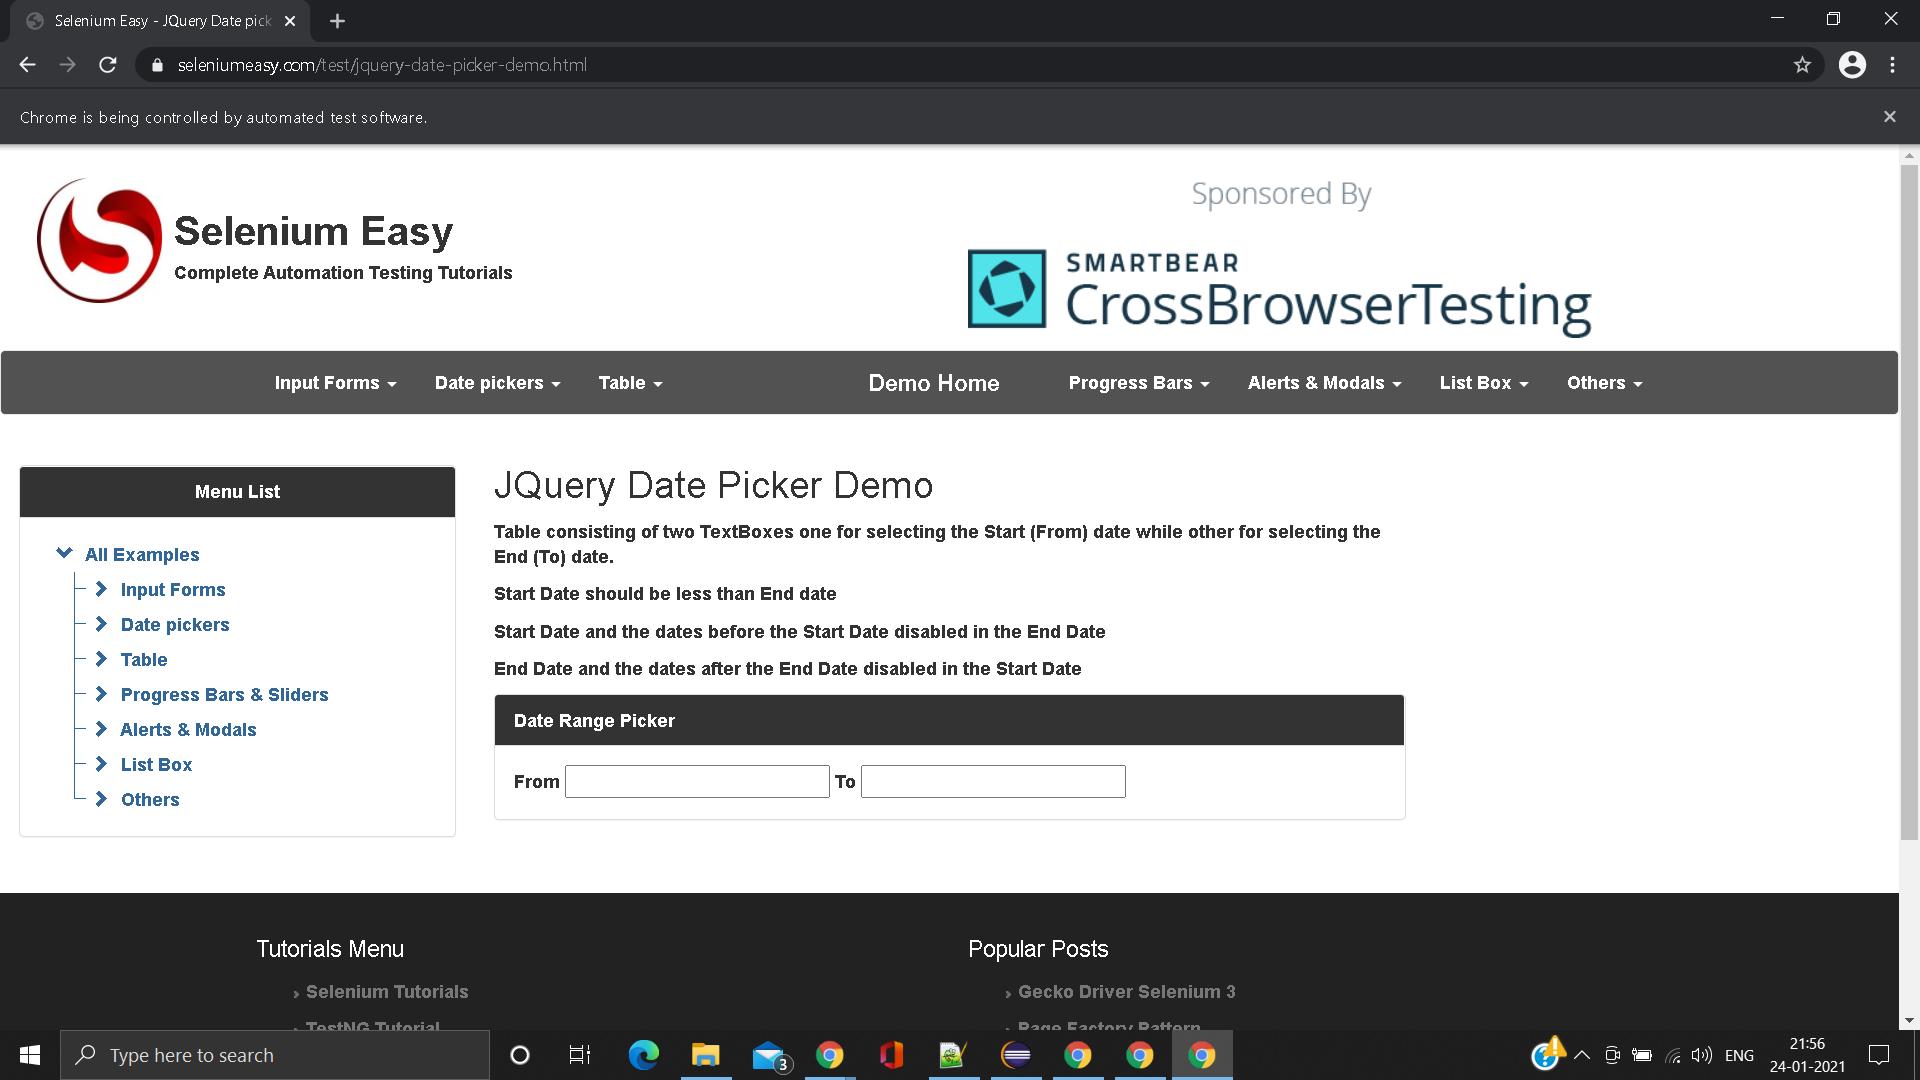 Selenium Easy - JQuery Date pick
seleniumeasy.com/test/jquery-date-picker-demo.html
Chrome is being controlled by automated test software.
Selenium Easy
Complete Automation Testing Tutorials
Sponsored By
SMARTBEAR
CrossBrowserTesting
Input Forms Date pickers Table Demo Home Progress Bars Alerts & Modals List Box Others
Menu List
All Examples
Input Forms
Date pickers
Table
Progress Bars & Sliders
Alerts & Modals
List Box
Others
JQuery Date Picker Demo
Table consisting of two TextBoxes one for selecting the Start (From) date while other for selecting the
End (To) date.
Start Date should be less than End date
Start Date and the dates before the Start Date disabled in the End Date
End Date and the dates after the End Date disabled in the Start Date
Date Range Picker
From To
Tutorials Menu
Selenium Tutorials
TestNG Tutorial
Popular Posts
Gecko Driver Selenium 3
Page Factory Pattern
Type here to search
3
ENG
21:56
24-01-2021